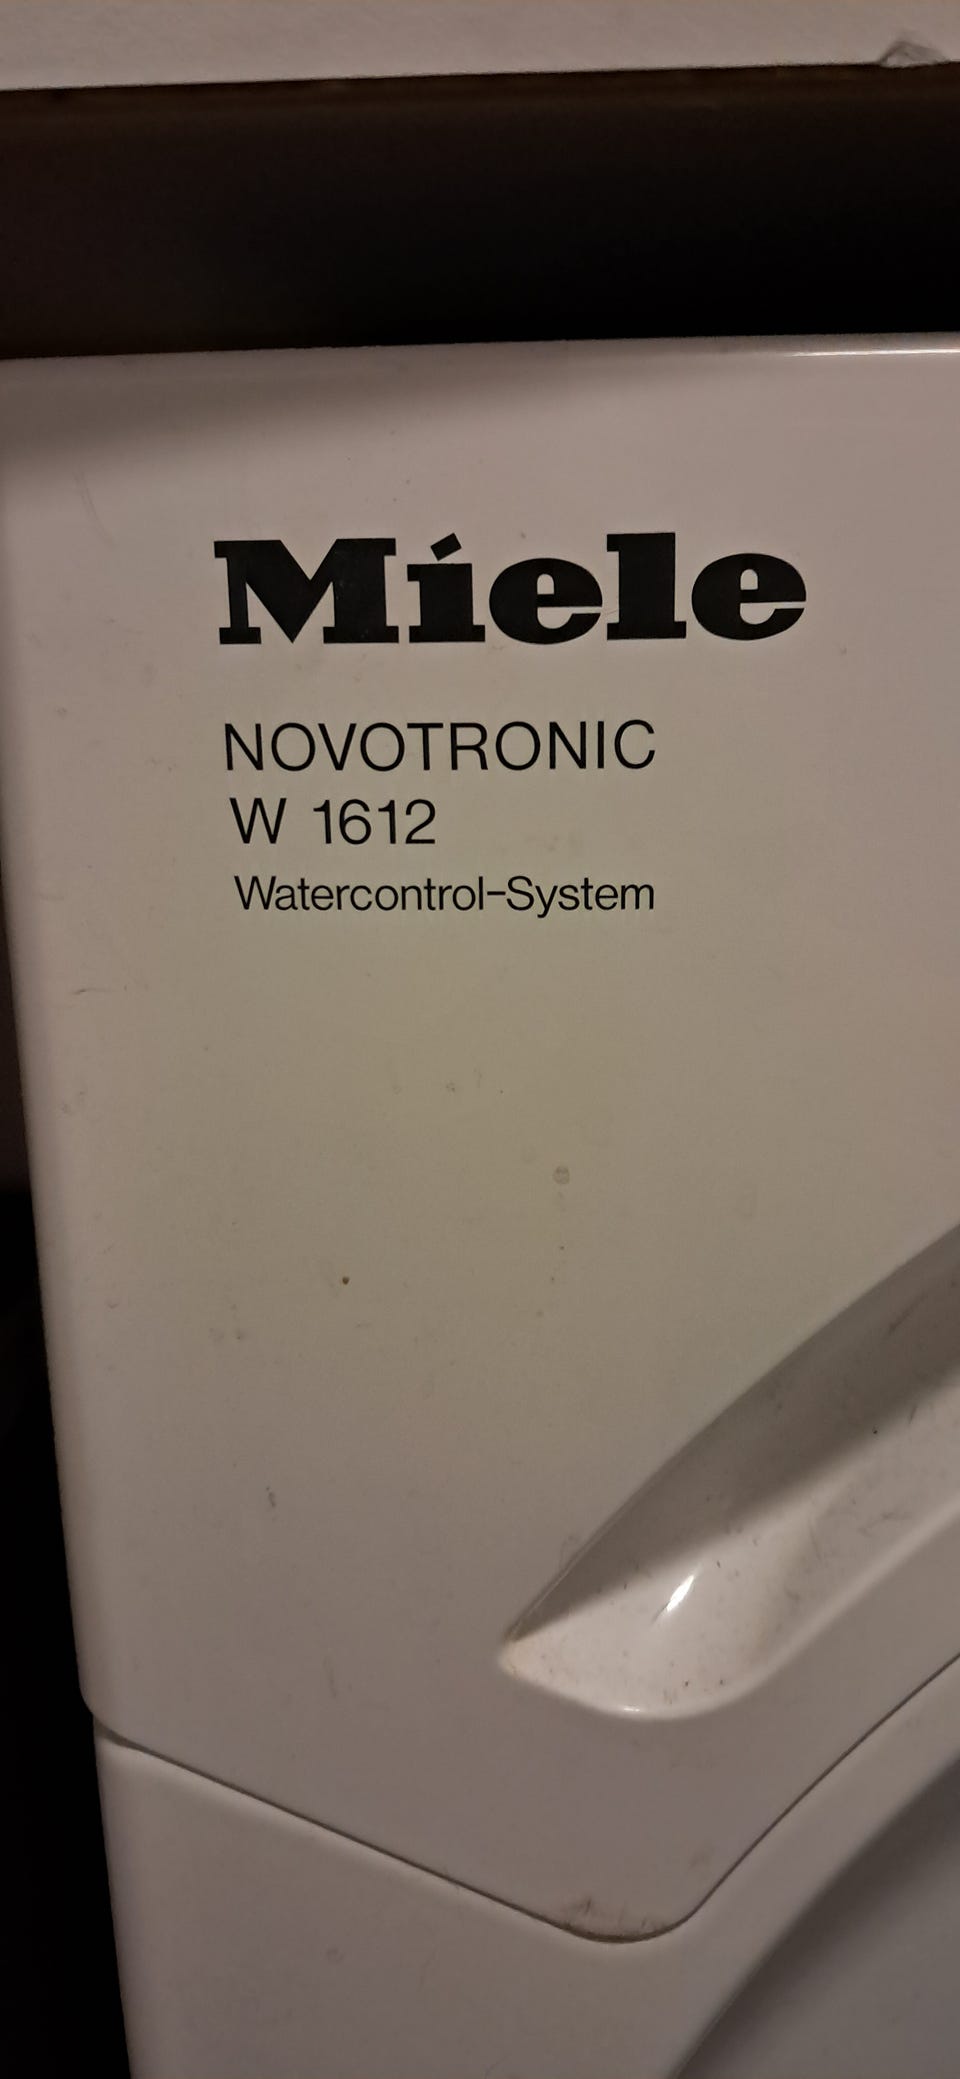 Miele
NOVOTRONIC
W 1612
Watercontrol-System